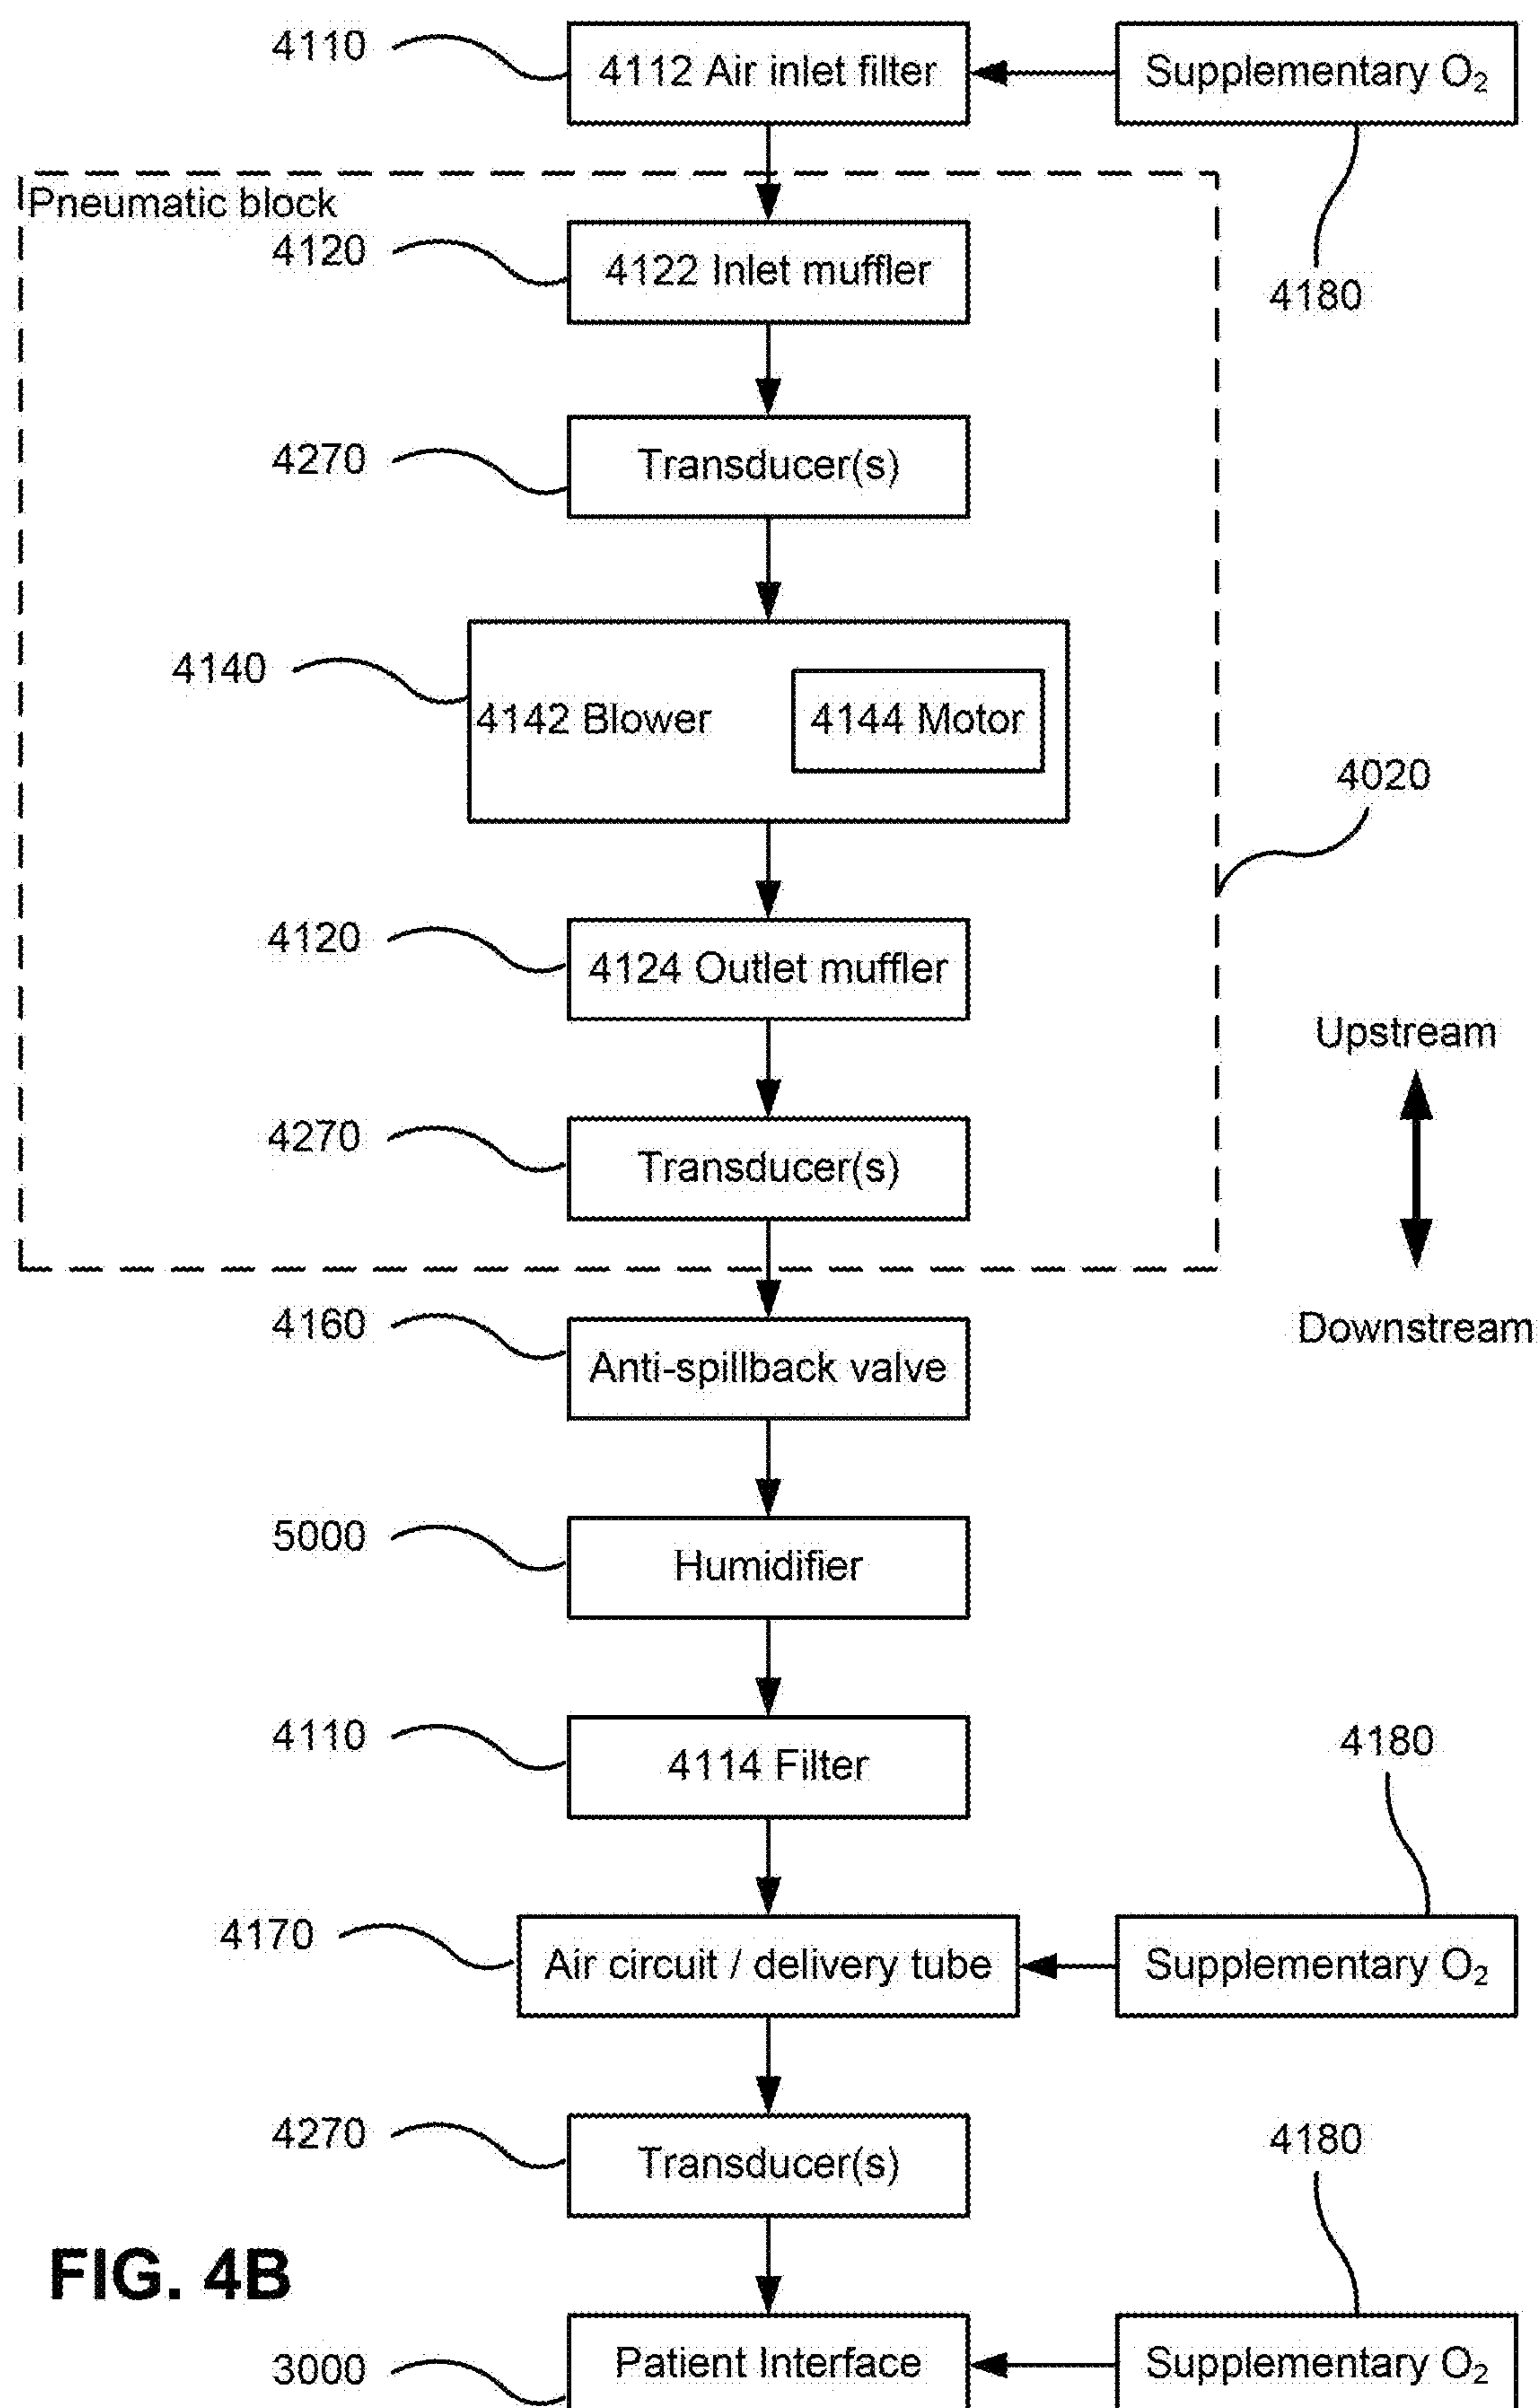 4110
4112 Air inlet filter
Supplementary O₂
Pneumatic block
4120
4122 Inlet muffler
4180
4270
Transducer(s)
4140
4142 Blower
4144 Motor
4020
4120
4124 Outlet muffler
Upstream
4270
Transducer(s)
4160
Anti-spillback valve
Downstream
5000
Humidifier
4110
4114 Filter
4180
4170
Air circuit / delivery tube
Supplementary O₂
4270
Transducer(s)
4180
FIG. 4B
3000
Patient Interface
Supplementary O₂